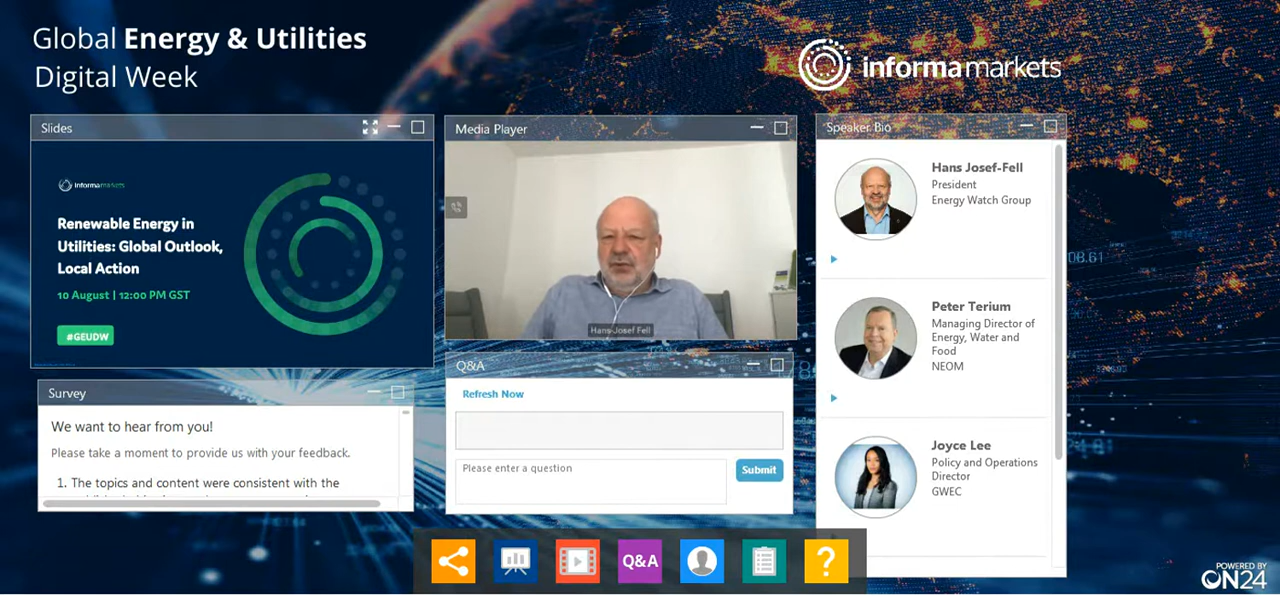 Global Energy & Utilities
Digital Week
informa markets
Slides
informa markets
Renewable Energy in
Utilities: Global Outlook,
Local Action
10 August | 12:00 PM GST
#GEUDW
Media Player
Hans-Josef Fell
Speaker Bio
Hans Josef-Fell
President
Energy Watch Group
Peter Terium
Managing Director of
Energy, Water and
Food
NEOM
Joyce Lee
Policy and Operations
Director
GWEC
Survey
We want to hear from you!
Please take a moment to provide us with your feedback.
1. The topics and content were consistent with the
Q&A
Refresh Now
Please enter a question
Submit
Q&A
?
08.61
POWERED BY
ON24